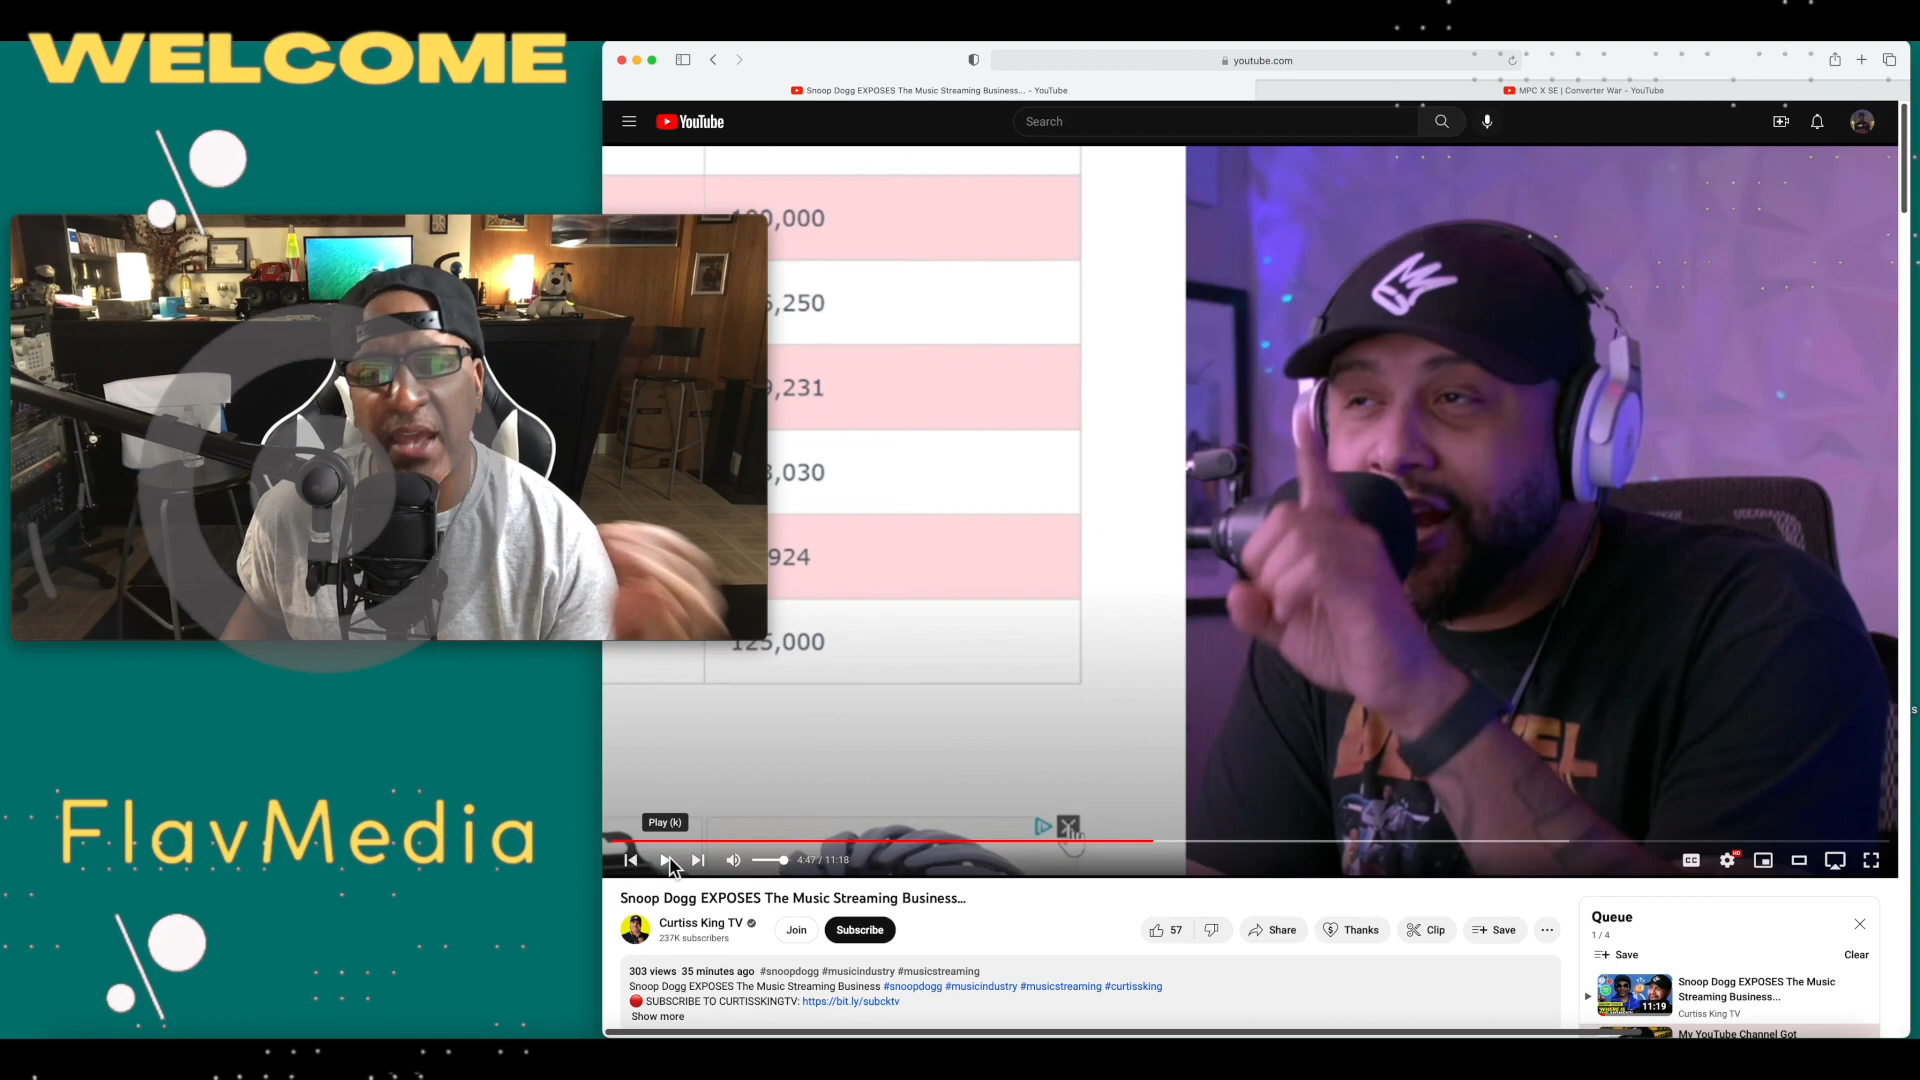 WELCOME
FlavMedia
youtube.com
Snoop Dogg EXPOSES The Music Streaming Business... - YouTube
MPC X SE | Converter War - YouTube
YouTube
Search
,000
,250
,231
,030
924
125,000
Play (k)
4:47 / 11:18
CC
HD
Snoop Dogg EXPOSES The Music Streaming Business...
Curtiss King TV
237K subscribers
Join
Subscribe
57
Share
Thanks
Clip
Save
303 views 35 minutes ago #snoopdogg #musicindustry #musicstreaming
Snoop Dogg EXPOSES The Music Streaming Business #snoopdogg #musicindustry #musicstreaming #curtissking
SUBSCRIBE TO CURTISSKINGTV: https://bit.ly/subcktv
Show more
Queue
1 / 4
Save
Clear
11:19
Snoop Dogg EXPOSES The Music
Streaming Business...
Curtiss King TV
My YouTube Channel Got